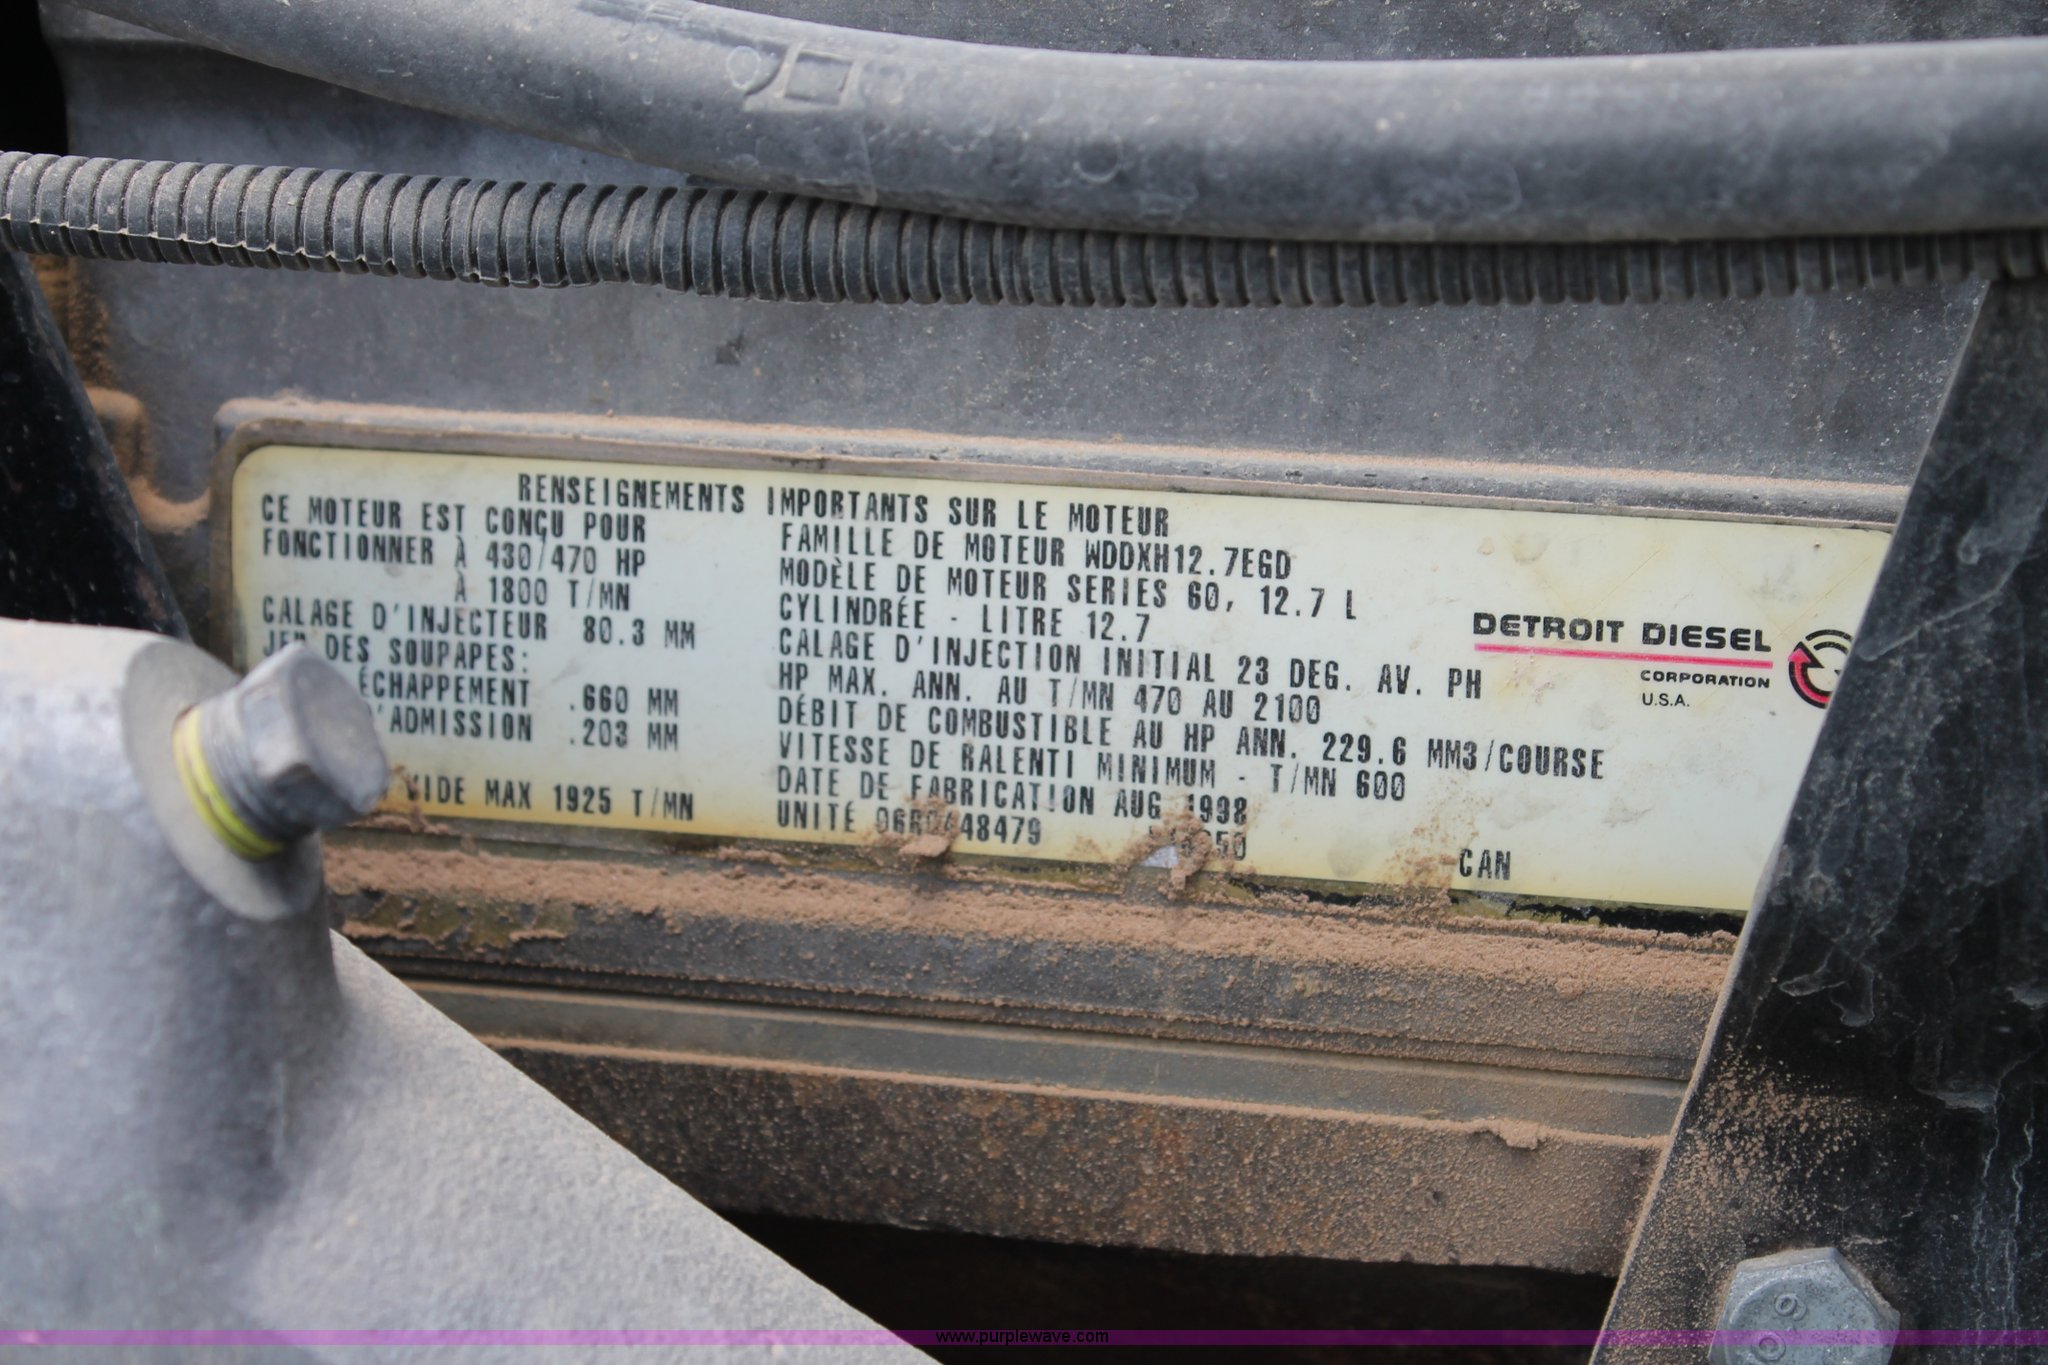 RENSEIGNEMENTS IMPORTANTS SUR LE MOTEUR
CE MOTEUR EST CONÇU POUR
FONCTIONNER À 430/470 HP
À 1800 T/MN
CALAGE D'INJECTEUR 80.3 MM
DES SOUPAPES:
ÉCHAPPEMENT .660 MM
D'ADMISSION .203 MM
VIDE MAX 1925 T/MN
FAMILLE DE MOTEUR WDDXH12.7EGD
MODÈLE DE MOTEUR SERIES 60, 12.7 L
CYLINDRÉE - LITRE 12.7
CALAGE D'INJECTION INITIAL 23 DEG. AV. PH
HP MAX. ANN. AU T/MN 470 AU 2100
DÉBIT DE COMBUSTIBLE AU HP ANN. 229.6 MM3/COURSE
VITESSE DE RALENTI MINIMUM - T/MN 600
DATE DE FABRICATION AUG 1998
UNITÉ CAN
DETROIT DIESEL
CORPORATION
U.S.A.
www.purplewave.com